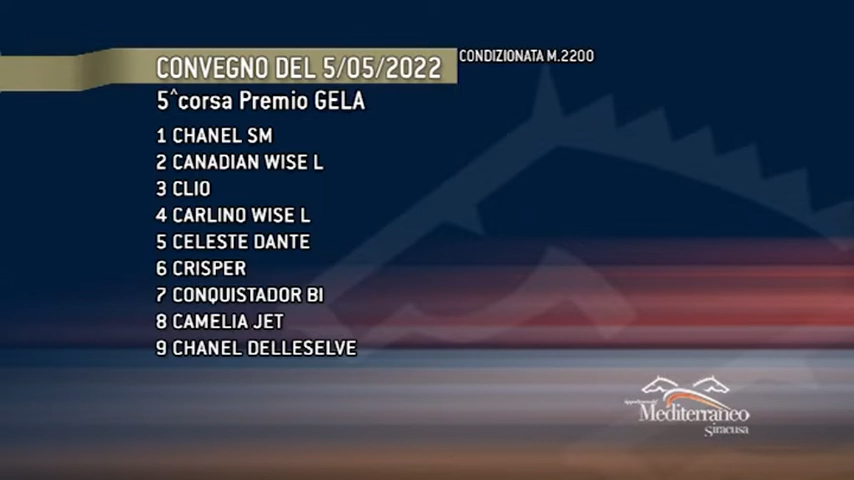 CONVEGNO DEL 5/05/2022
CONDIZIONATA M.2200
5^corsa Premio GELA
1 CHANEL SM
2 CANADIAN WISE L
3 CLIO
4 CARLINO WISE L
5 CELESTE DANTE
6 CRISPER
7 CONQUISTADOR BI
8 CAMELIA JET
9 CHANEL DELLESELVE
Mediterraneo
Siracusa